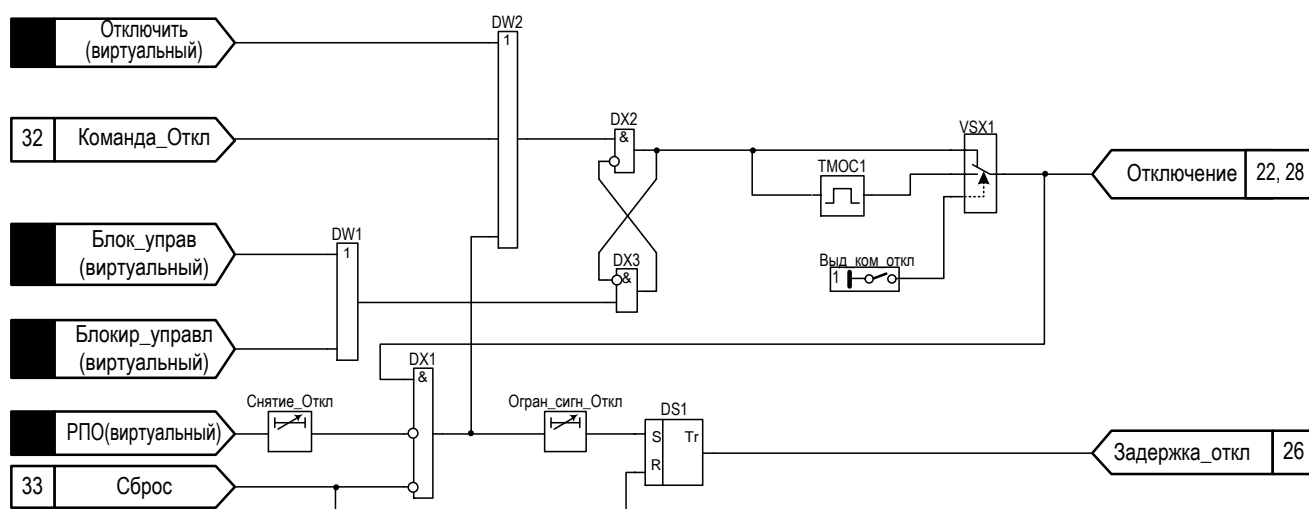 Отключить
(виртуальный)
DW2
1
32 Команда_Откл
DX2
&
VSX1
TMOC1
Отключение 22, 28
Блок_управ
(виртуальный)
DW1
1
DX3
&
Выд_ком_откл
1
Блокир_управл
(виртуальный)
DX1
&
Снятие_Откл
Огран_сигн_Откл
DS1
РПО(виртуальный)
S Tr
R
Задержка_откл 26
33 Сброс